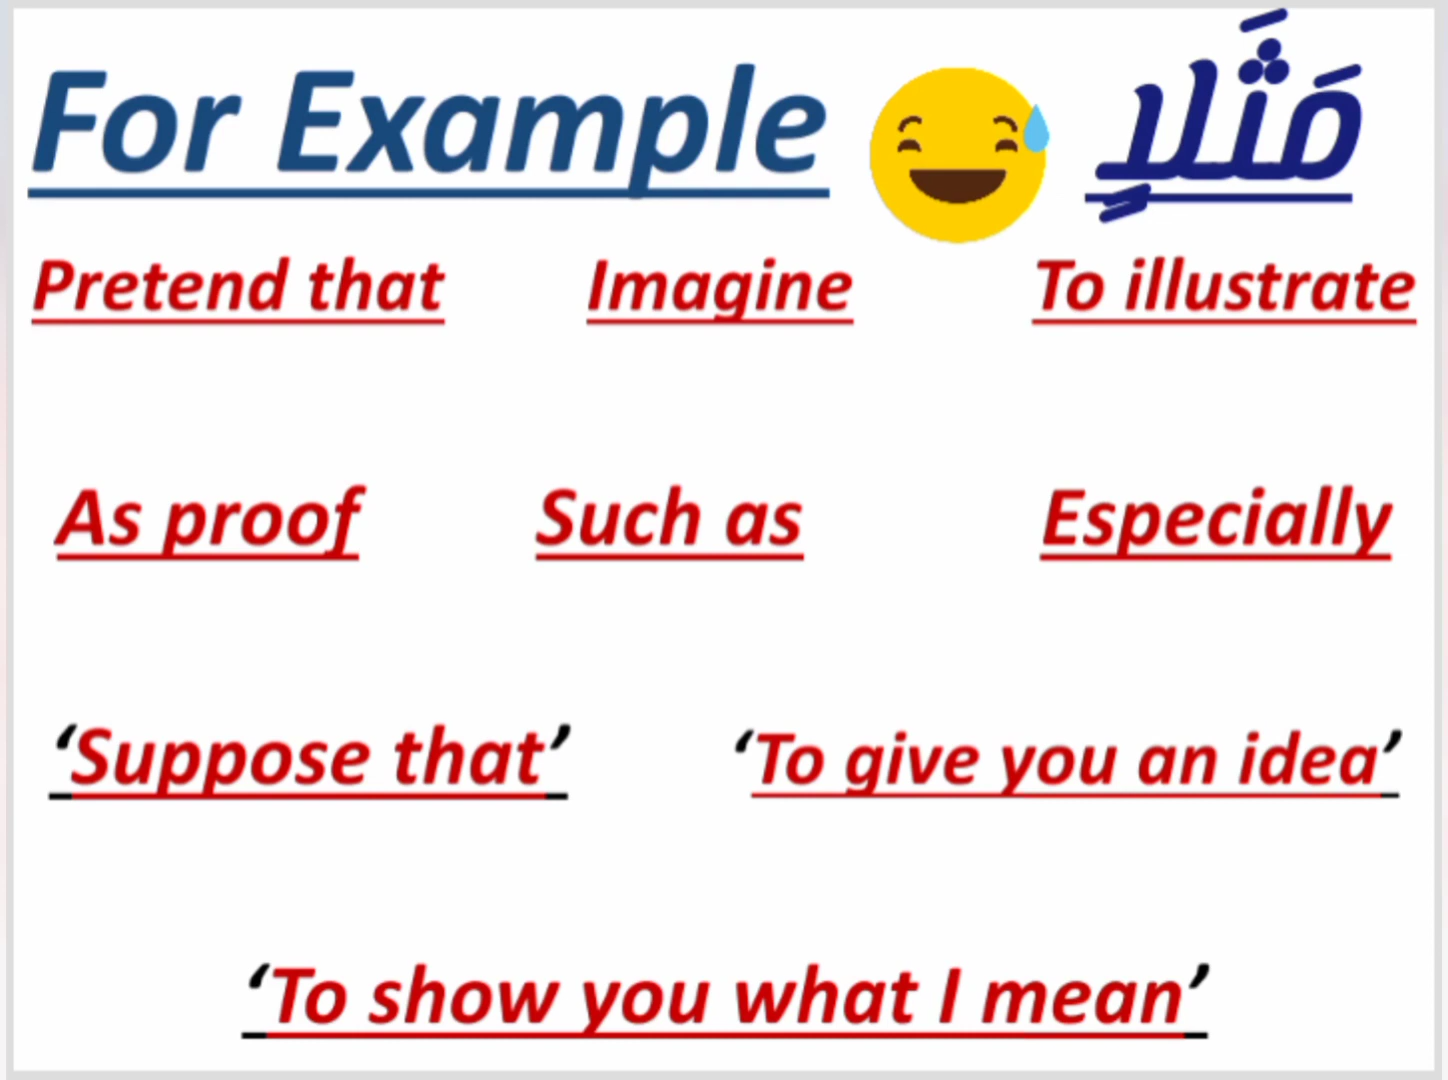 For Example مَثَلاٍ
Pretend that Imagine To illustrate
As proof Such as Especially
‘Suppose that’ ‘To give you an idea’
‘To show you what I mean’